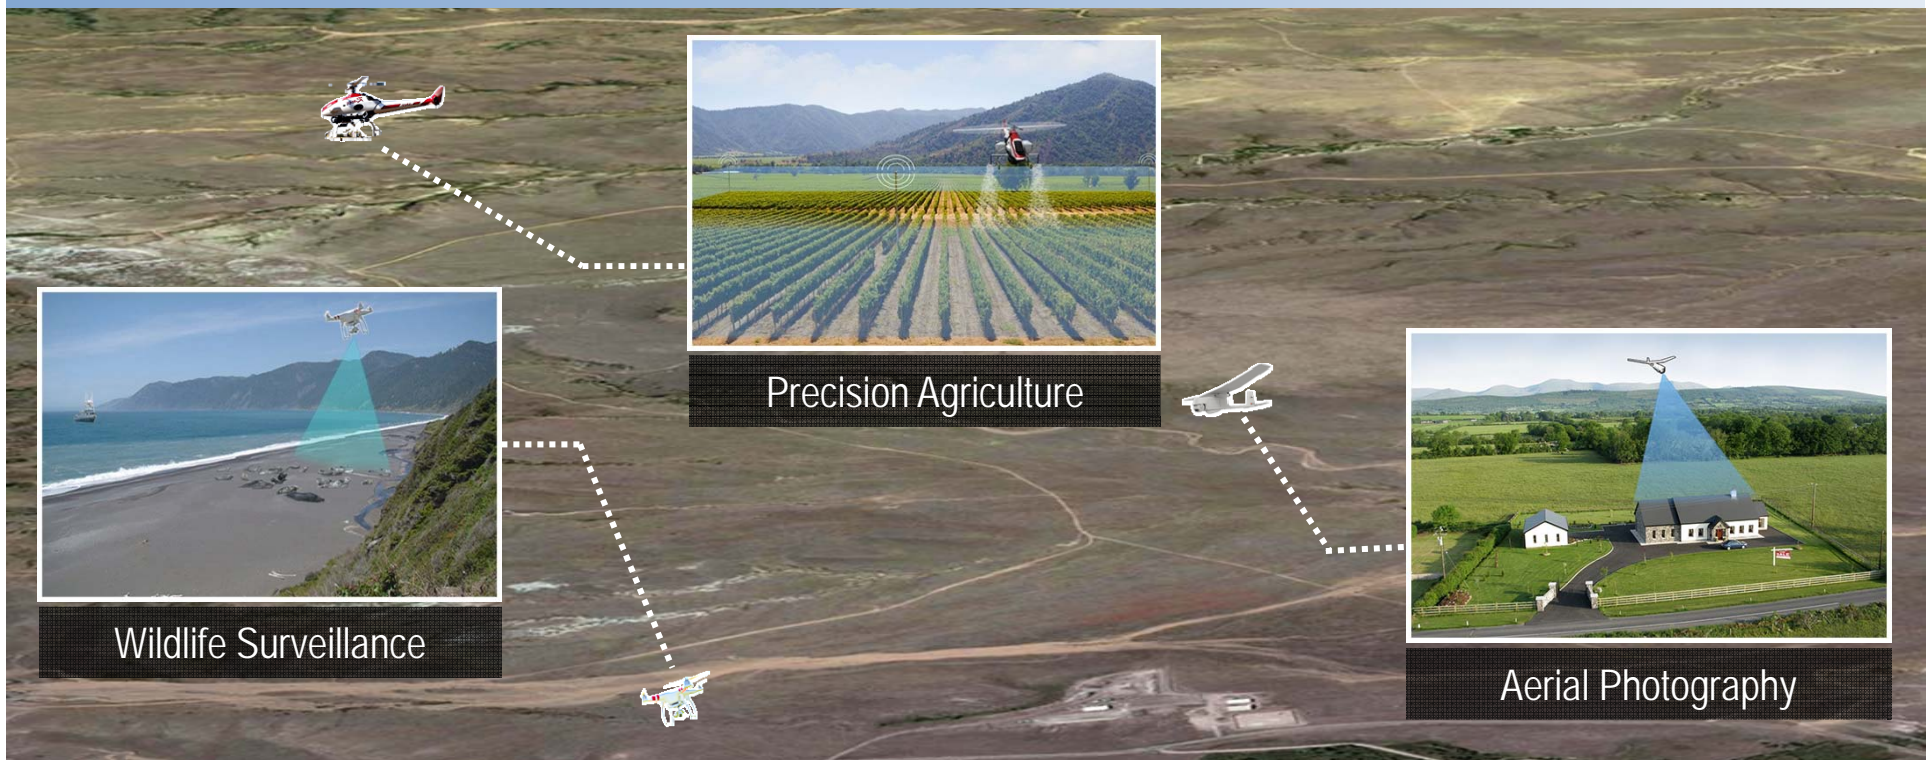 Precision Agriculture
Wildlife Surveillance
Aerial Photography